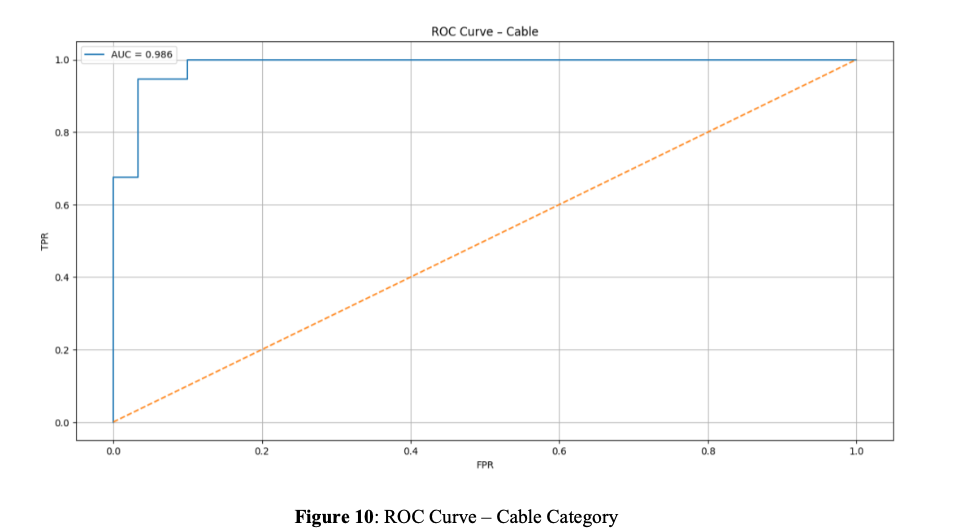 ROC Curve – Cable
AUC = 0.986
1.0
0.8
0.6
0.4
0.2
0.0
TPR
0.0 0.2 0.4 0.6 0.8 1.0
FPR
Figure 10: ROC Curve – Cable Category